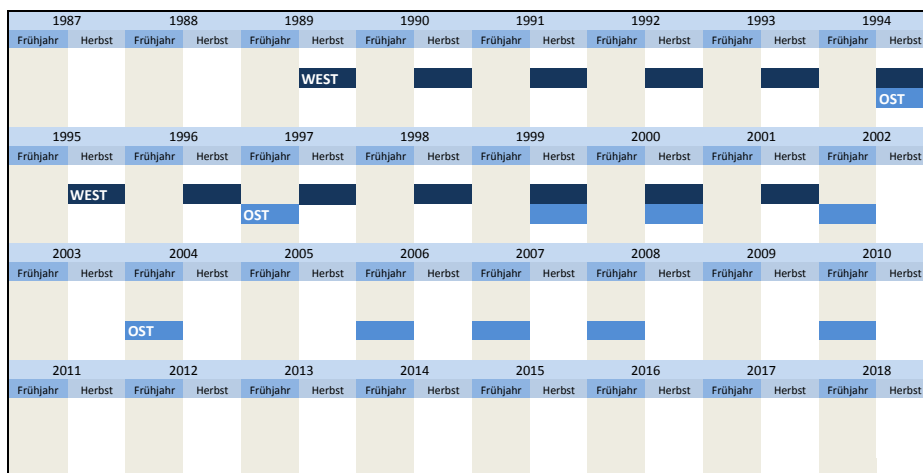 1987 1988 1989 1990 1991 1992 1993 1994
Frühjahr Herbst Frühjahr Herbst Frühjahr Herbst Frühjahr Herbst Frühjahr Herbst Frühjahr Herbst Frühjahr Herbst Frühjahr Herbst
WEST
OST
1995 1996 1997 1998 1999 2000 2001 2002
Frühjahr Herbst Frühjahr Herbst Frühjahr Herbst Frühjahr Herbst Frühjahr Herbst Frühjahr Herbst Frühjahr Herbst Frühjahr Herbst
WEST
OST
2003 2004 2005 2006 2007 2008 2009 2010
Frühjahr Herbst Frühjahr Herbst Frühjahr Herbst Frühjahr Herbst Frühjahr Herbst Frühjahr Herbst Frühjahr Herbst Frühjahr Herbst
OST
2011 2012 2013 2014 2015 2016 2017 2018
Frühjahr Herbst Frühjahr Herbst Frühjahr Herbst Frühjahr Herbst Frühjahr Herbst Frühjahr Herbst Frühjahr Herbst Frühjahr Herbst